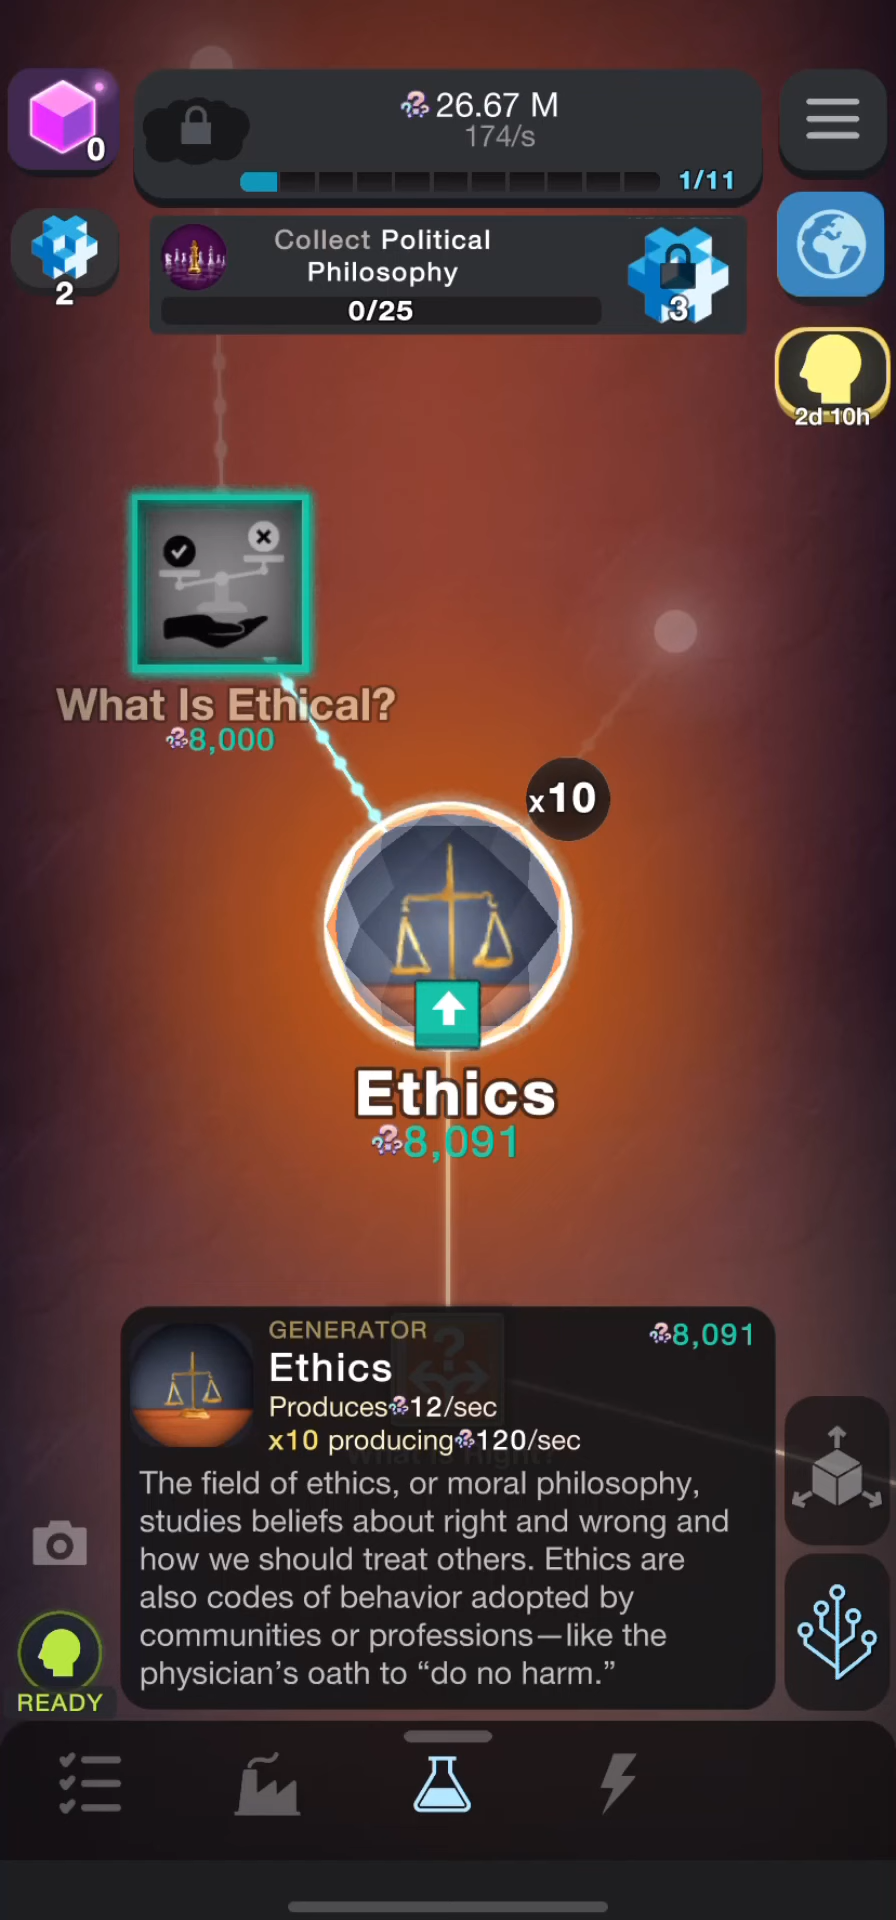 0
26.67 M
174/s
1/11
2
Collect Political
Philosophy
0/25
3
2d 10h
What Is Ethical?
8,000
x10
Ethics
8,091
GENERATOR
8,091
Ethics
Produces 12/sec
x10 producing 120/sec
The field of ethics, or moral philosophy,
studies beliefs about right and wrong and
how we should treat others. Ethics are
also codes of behavior adopted by
communities or professions—like the
physician's oath to “do no harm.”
READY